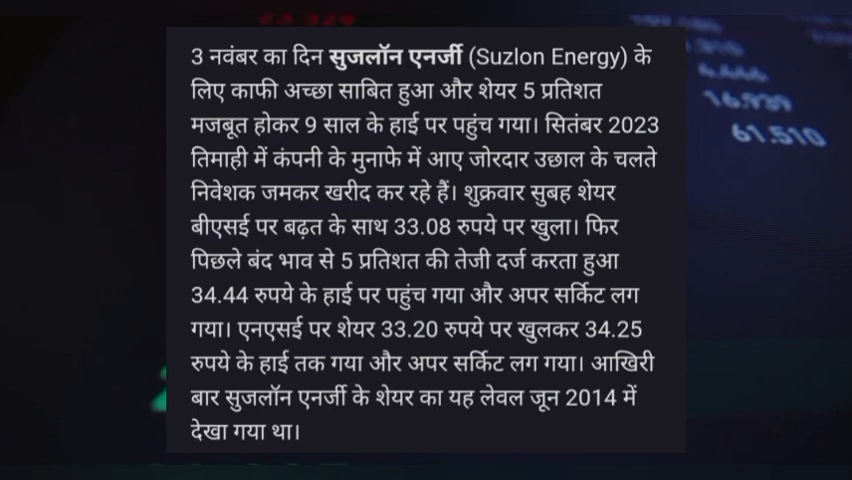 3 नवंबर का दिन सुजलॉन एनर्जी (Suzlon Energy) के
लिए काफी अच्छा साबित हुआ और शेयर 5 प्रतिशत
मजबूत होकर 9 साल के हाई पर पहुंच गया। सितंबर 2023
तिमाही में कंपनी के मुनाफे में आए जोरदार उछाल के चलते
निवेशक जमकर खरीद कर रहे हैं। शुक्रवार सुबह शेयर
बीएसई पर बढ़त के साथ 33.08 रुपये पर खुला। फिर
पिछले बंद भाव से 5 प्रतिशत की तेजी दर्ज करता हुआ
34.44 रुपये के हाई पर पहुंच गया और अपर सर्किट लग
गया। एनएसई पर शेयर 33.20 रुपये पर खुलकर 34.25
रुपये के हाई तक गया और अपर सर्किट लग गया। आखिरी
बार सुजलॉन एनर्जी के शेयर का यह लेवल जून 2014 में
देखा गया था।
16.939
61.510